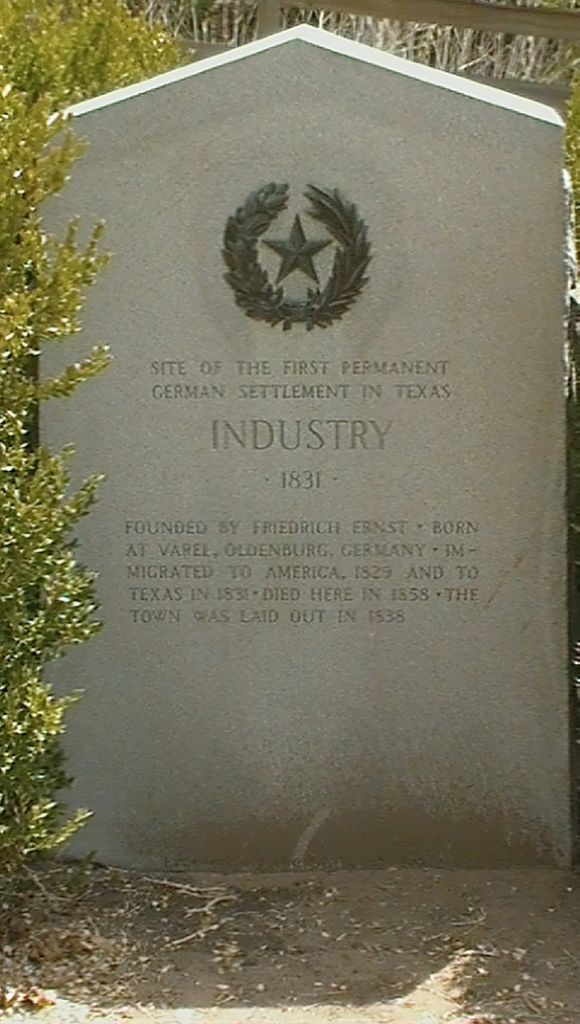 SITE OF THE FIRST PERMANENT
GERMAN SETTLEMENT IN TEXAS
INDUSTRY
· 1831 ·
FOUNDED BY FRIEDRICH ERNST · BORN
AT VAREL, OLDENBURG, GERMANY · IM-
MIGRATED TO AMERICA, 1829 AND TO
TEXAS IN 1831 · DIED HERE IN 1858 · THE
TOWN WAS LAID OUT IN 1838